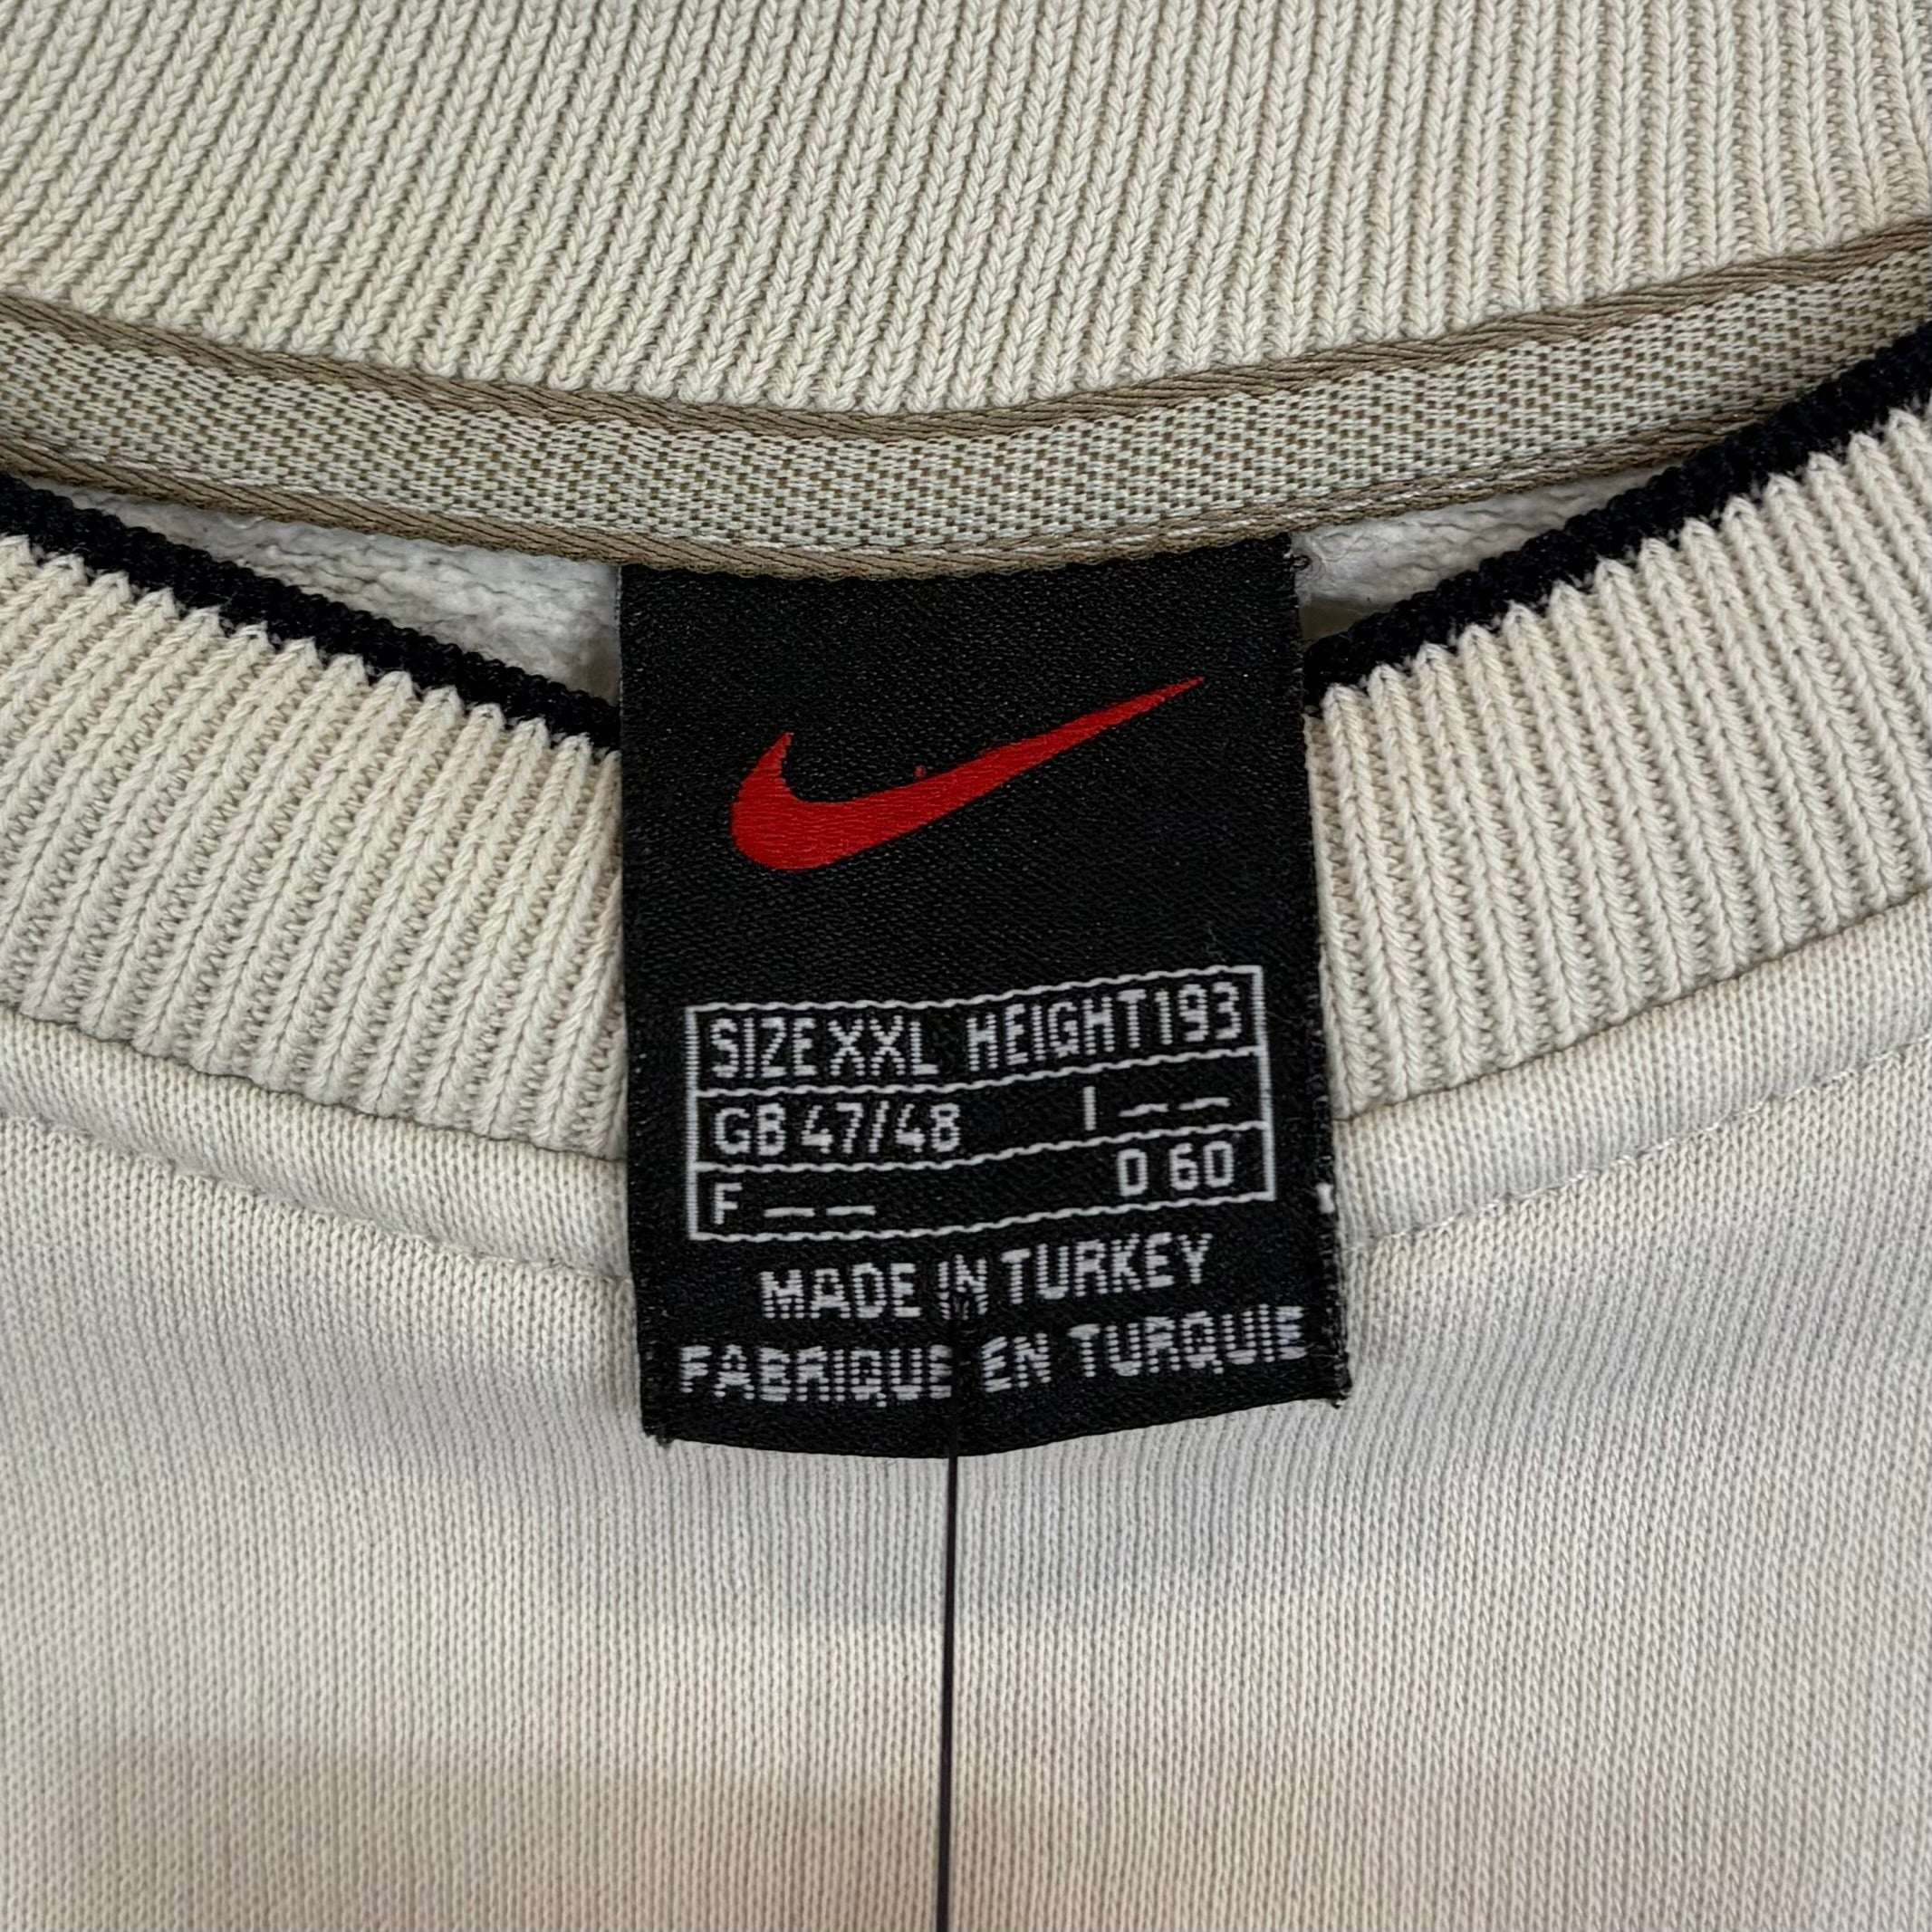 SIZE XXL HEIGHT 193
GB 47/48 I — —
F — — D 60
MADE IN TURKEY
FABRIQUE EN TURQUIE